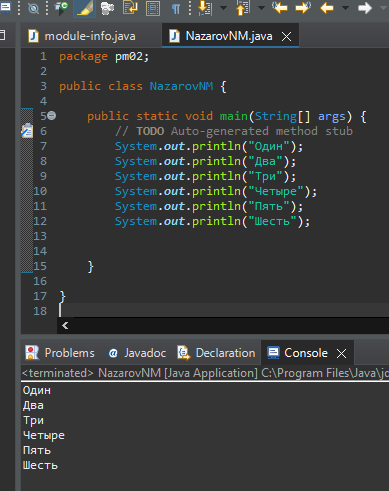 module-info.java
NazarovNM.java
1 package pm02;
2
3 public class NazarovNM {
4
5 public static void main(String[] args) {
6 // TODO Auto-generated method stub
7 System.out.println("Один");
8 System.out.println("Два");
9 System.out.println("Три");
10 System.out.println("Четыре");
11 System.out.println("Пять");
12 System.out.println("Шесть");
13
14
15 }
16
17 }
18
Problems @ Javadoc Declaration Console
<terminated> NazarovNM [Java Application] C:\Program Files\Java\
Один
Два
Три
Четыре
Пять
Шесть